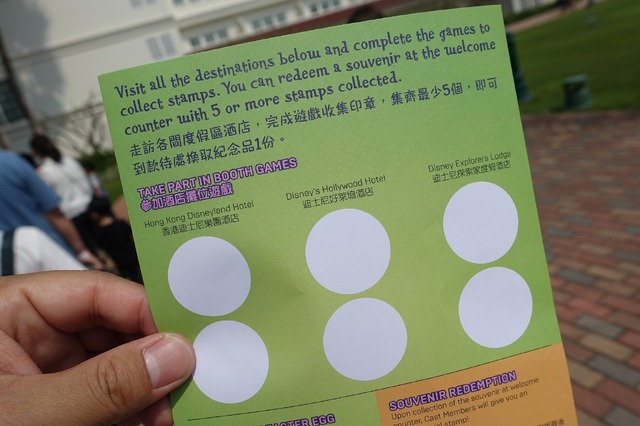 Visit all the destinations below and complete the games to
collect stamps. You can redeem a souvenir at the welcome
counter with 5 or more stamps collected.
走訪各間度假區酒店，完成遊戲收集印章，集齊最少5個，即可
到款待處換取紀念品1份。
TAKE PART IN BOOTH GAMES
參加酒店攤位遊戲
Hong Kong Disneyland Hotel
香港迪士尼樂園酒店
Disney's Hollywood Hotel
迪士尼好萊塢酒店
Disney Explorers Lodge
迪士尼探索家度假酒店
EASTER EGG
SOUVENIR REDEMPTION
Upon collection of the souvenir at welcome
counter, Cast Members will give you an
stamp!